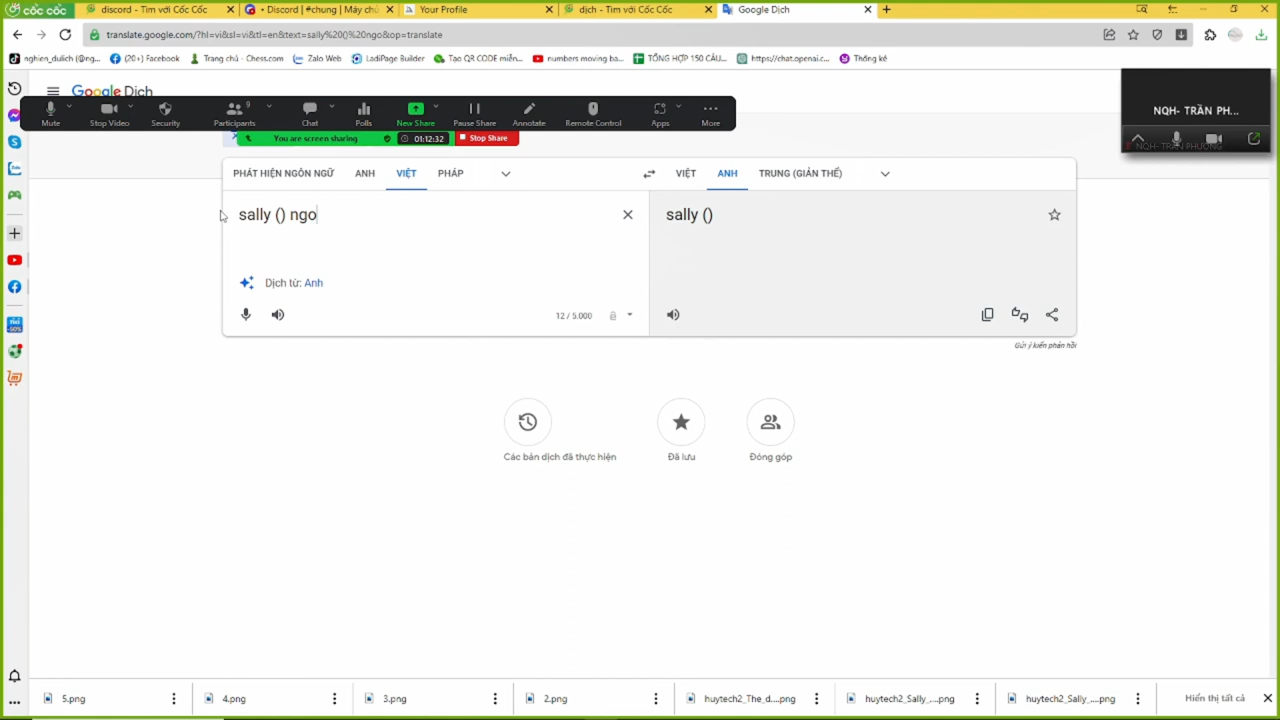 cốc cốc
discord - Tìm với Cốc Cốc
• Discord | #chung | Máy chủ
Your Profile
dịch - Tìm với Cốc Cốc
Google Dịch
translate.google.com/?hl=vi&sl=vi&tl=en&text=sally%20()%20ngo&op=translate
nghien_dulich (@ng...
(20+) Facebook
Trang chủ - Chess.com
Zalo Web
LadiPage Builder
Tạo QR CODE miễn...
numbers moving ba...
TỔNG HỢP 150 CÂU...
https://chat.openai.c...
Thống kê
Google Dịch
Mute
Stop Video
Security
Participants
9
Chat
Polls
New Share
Pause Share
Annotate
Remote Control
Apps
More
You are screen sharing
01:12:32
Stop Share
NQH- TRẦN PH...
NQH- TRẦN PHƯƠNG
PHÁT HIỆN NGÔN NGỮ
ANH
VIỆT
PHÁP
VIỆT
ANH
TRUNG (GIẢN THỂ)
sally () ngo
sally ()
Dịch từ: Anh
12 / 5.000
Gửi ý kiến phản hồi
Các bản dịch đã thực hiện
Đã lưu
Đóng góp
5.png
4.png
3.png
2.png
huytech2_The_d....png
huytech2_Sally_...png
huytech2_Sally_....png
Hiển thị tất cả